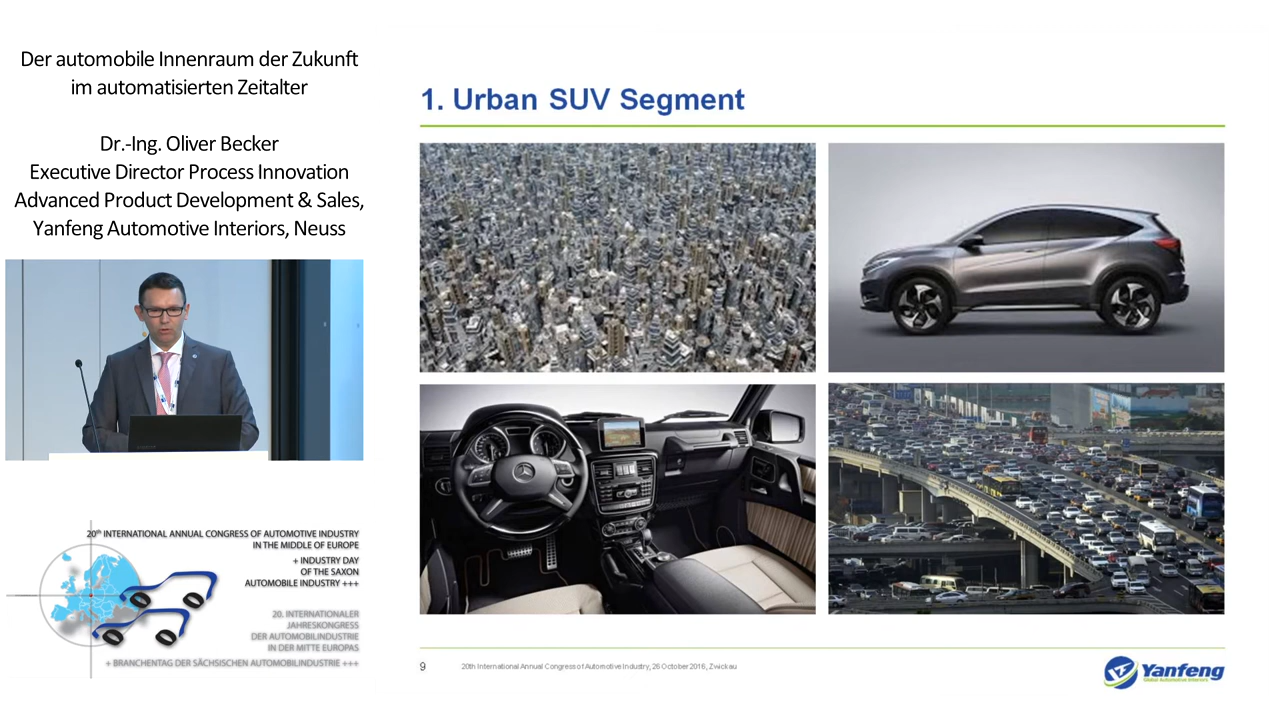 Der automobile Innenraum der Zukunft
im automatisierten Zeitalter
Dr.-Ing. Oliver Becker
Executive Director Process Innovation
Advanced Product Development & Sales,
Yanfeng Automotive Interiors, Neuss
20th INTERNATIONAL ANNUAL CONGRESS OF AUTOMOTIVE INDUSTRY
IN THE MIDDLE OF EUROPE
+ INDUSTRY DAY
OF THE SAXON
AUTOMOBILE INDUSTRY +++
20. INTERNATIONALER
JAHRESKONGRESS
DER AUTOMOBILINDUSTRIE
IN DER MITTE EUROPAS
+ BRANCHENTAG DER SÄCHSISCHEN AUTOMOBILINDUSTRIE +++
1. Urban SUV Segment
9
20th International Annual Congress of Automotive Industry, 26 October 2016, Zwickau
Yanfeng
Global Automotive Interiors